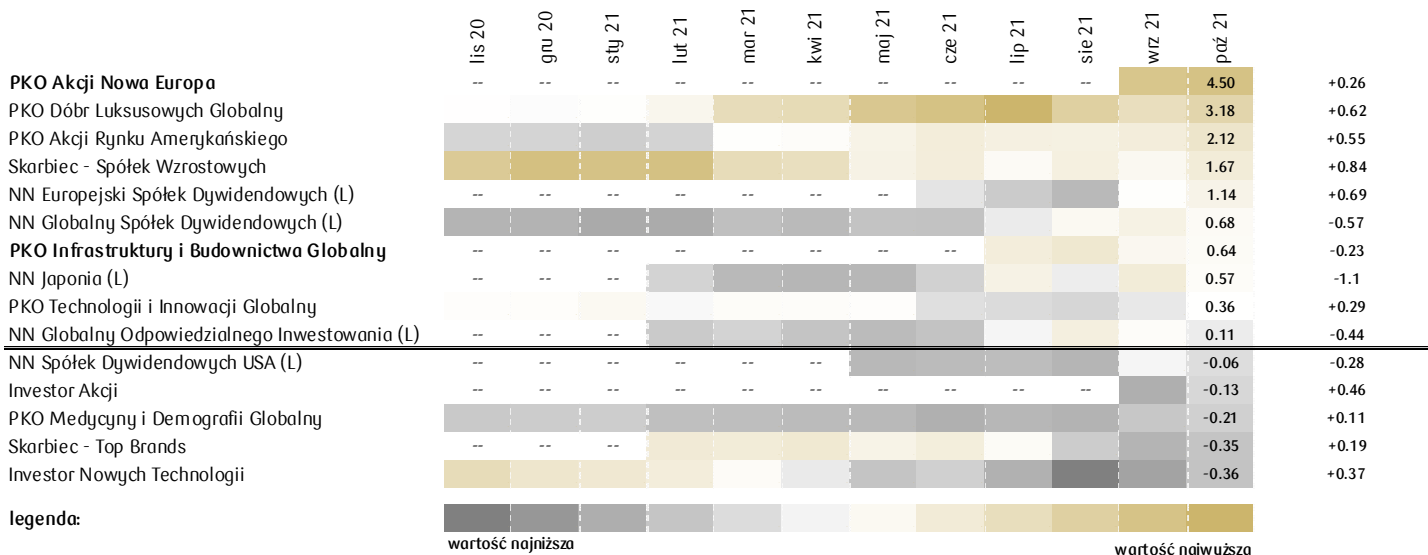 lis 20 gru 20 sty 21 lut 21 mar 21 kwi 21 maj 21 cze 21 lip 21 sie 21 wrz 21 paź 21
PKO Akcji Nowa Europa -- -- -- -- -- -- -- -- -- -- 4.50 +0.26
PKO Dóbr Luksusowych Globalny 3.18 +0.62
PKO Akcji Rynku Amerykańskiego 2.12 +0.55
Skarbiec - Spółek Wzrostowych 1.67 +0.84
NN Europejski Spółek Dywidendowych (L) -- -- -- -- -- -- -- 1.14 +0.69
NN Globalny Spółek Dywidendowych (L) 0.68 -0.57
PKO Infrastruktury i Budownictwa Globalny -- -- -- -- -- -- -- -- 0.64 -0.23
NN Japonia (L) -- -- -- 0.57 -1.1
PKO Technologii i Innowacji Globalny 0.36 +0.29
NN Globalny Odpowiedzialnego Inwestowania (L) -- -- -- 0.11 -0.44
NN Spółek Dywidendowych USA (L) -- -- -- -- -- -- -0.06 -0.28
Investor Akcji -- -- -- -- -- -- -- -- -- -- -0.13 +0.46
PKO Medycyny i Demografii Globalny -0.21 +0.11
Skarbiec - Top Brands -- -- -- -0.35 +0.19
Investor Nowych Technologii -0.36 +0.37
legenda:
wartość najniższa wartość najwyższa